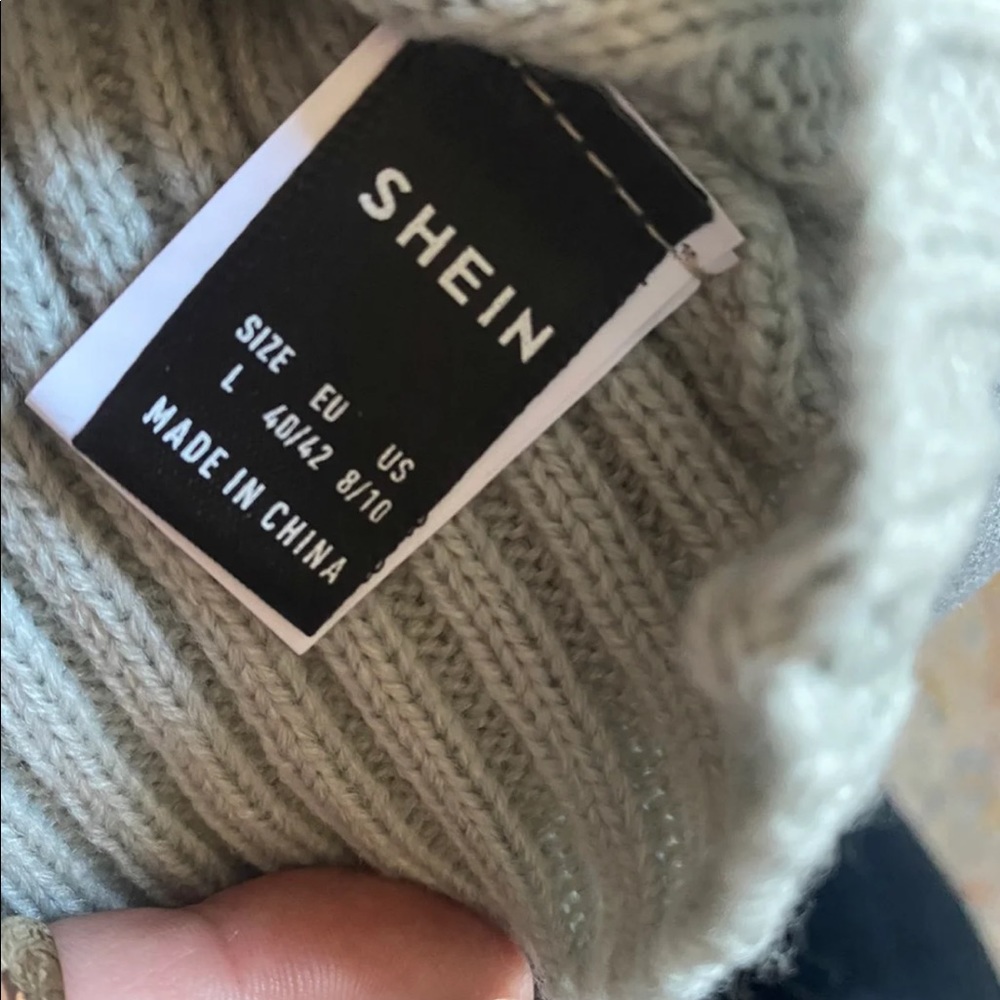 SHEIN
SIZE EU US
L 40/42 8/10
MADE IN CHINA